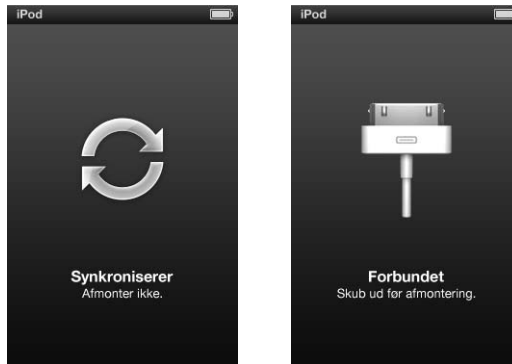 iPod
Synkroniserer
Afmonter ikke.
iPod
Forbundet
Skub ud før afmontering.